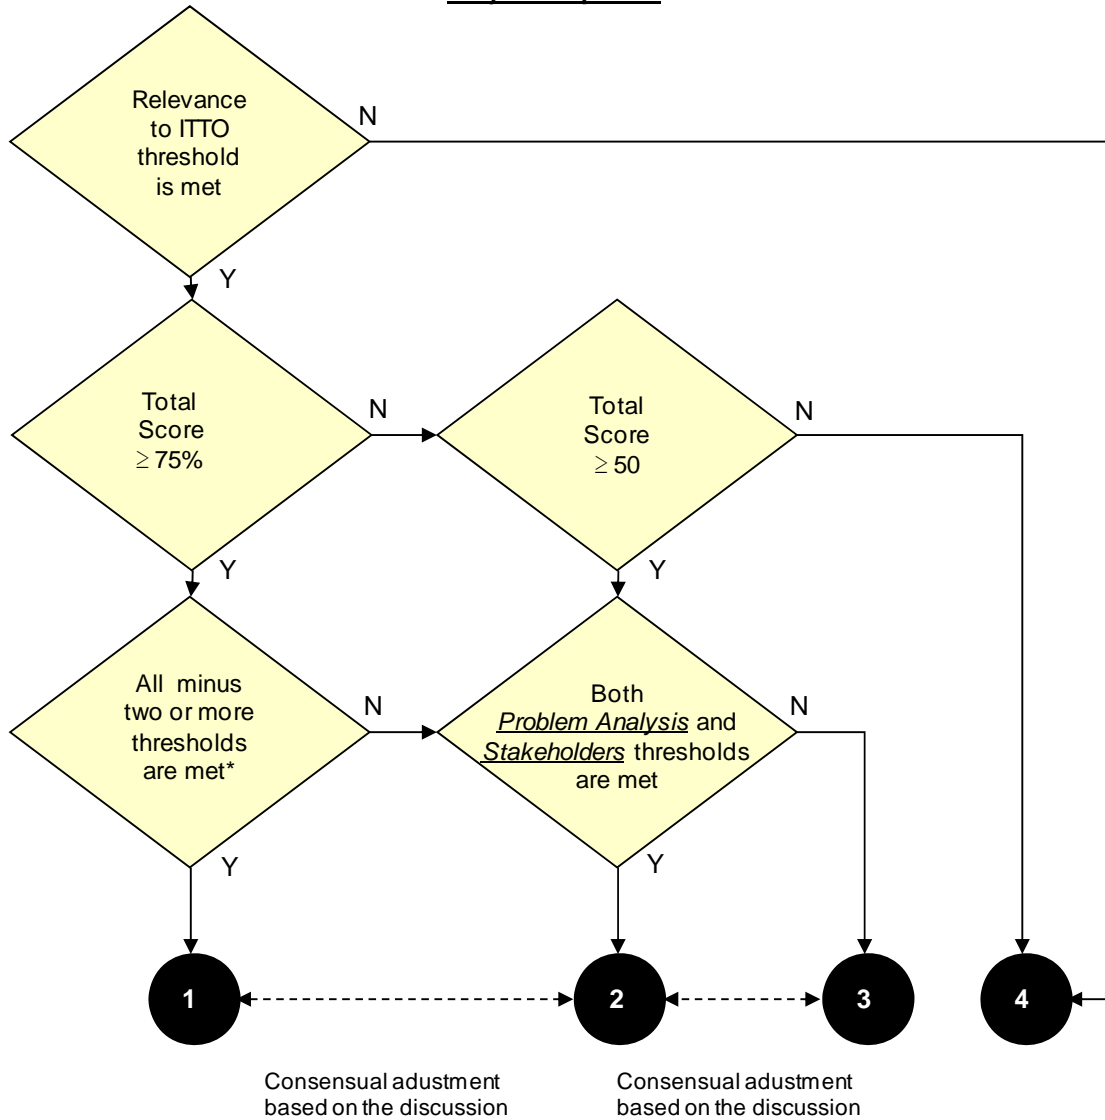 Relevance
to ITTO
threshold
is met
N
Y
Total
Score
≥ 75%
N
Total
Score
≥ 50
N
Y
Y
All minus
two or more
thresholds
are met*
N
Both
Problem Analysis and
Stakeholders thresholds
are met
N
Y
Y
1
2
3
4
Consensual adustment
based on the discussion
Consensual adustment
based on the discussion